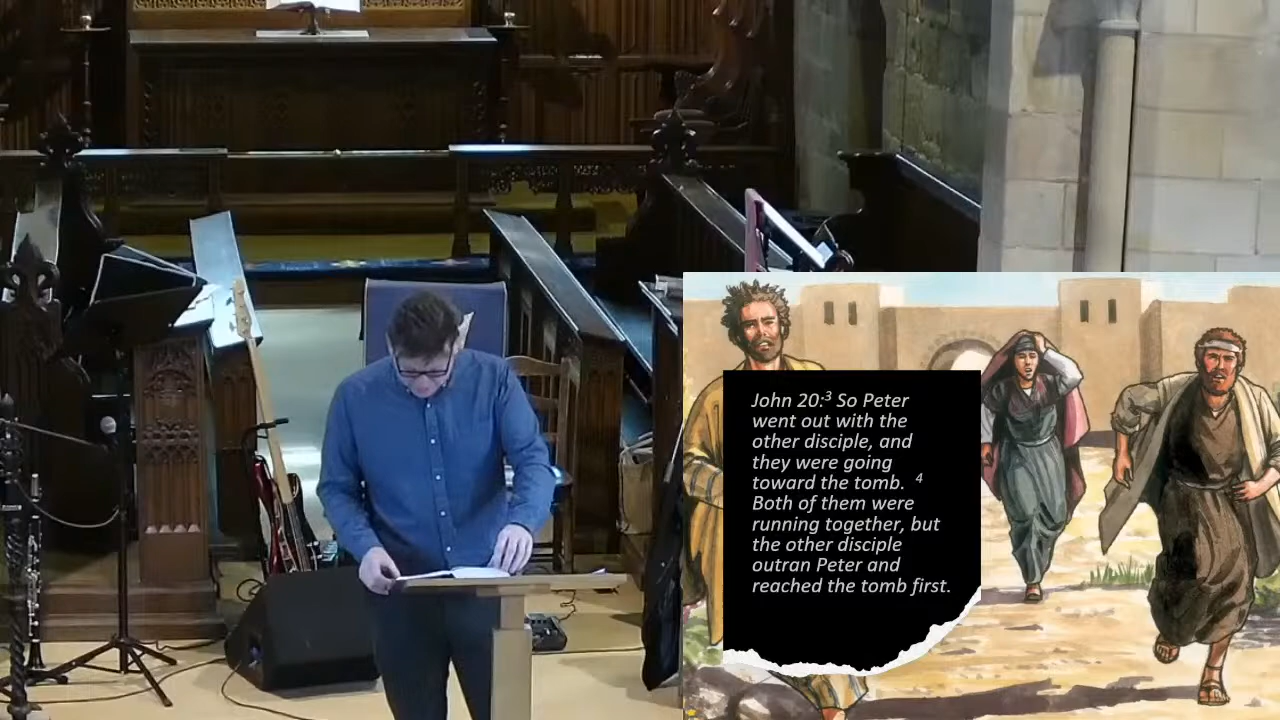 John 20:³ So Peter
went out with the
other disciple, and
they were going
toward the tomb. ⁴
Both of them were
running together, but
the other disciple
outran Peter and
reached the tomb first.